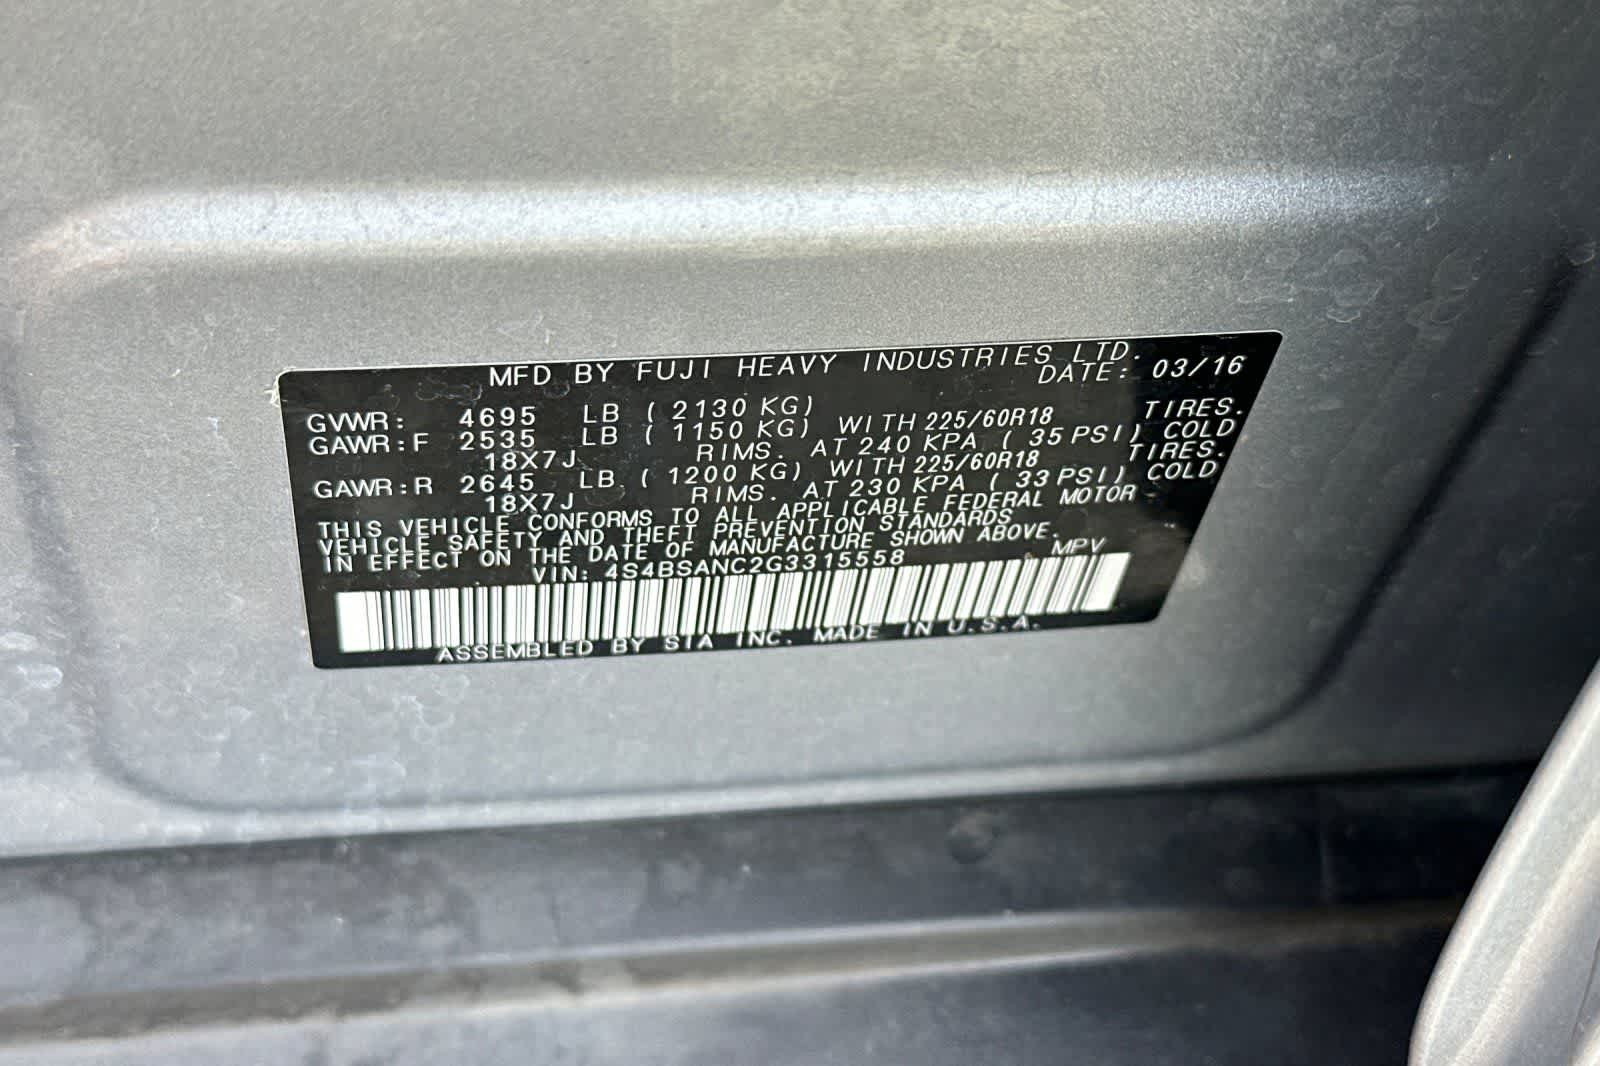 MFD BY FUJI HEAVY INDUSTRIES LTD.
DATE: 03/16
GVWR: 4695 LB (2130 KG)
GAWR:F 2535 LB (1150 KG) WITH 225/60R18 TIRES.
18X7J RIMS. AT 240 KPA (35 PSI) COLD
GAWR:R 2645 LB. (1200 KG) WITH 225/60R18 TIRES.
18X7J RIMS. AT 230 KPA (33 PSI) COLD
THIS VEHICLE CONFORMS TO ALL APPLICABLE FEDERAL MOTOR
VEHICLE SAFETY AND THEFT PREVENTION STANDARDS
IN EFFECT ON THE DATE OF MANUFACTURE SHOWN ABOVE.
VIN: 4S4BSANC2G3315558 MPV
ASSEMBLED BY SIA INC. MADE IN U.S.A.